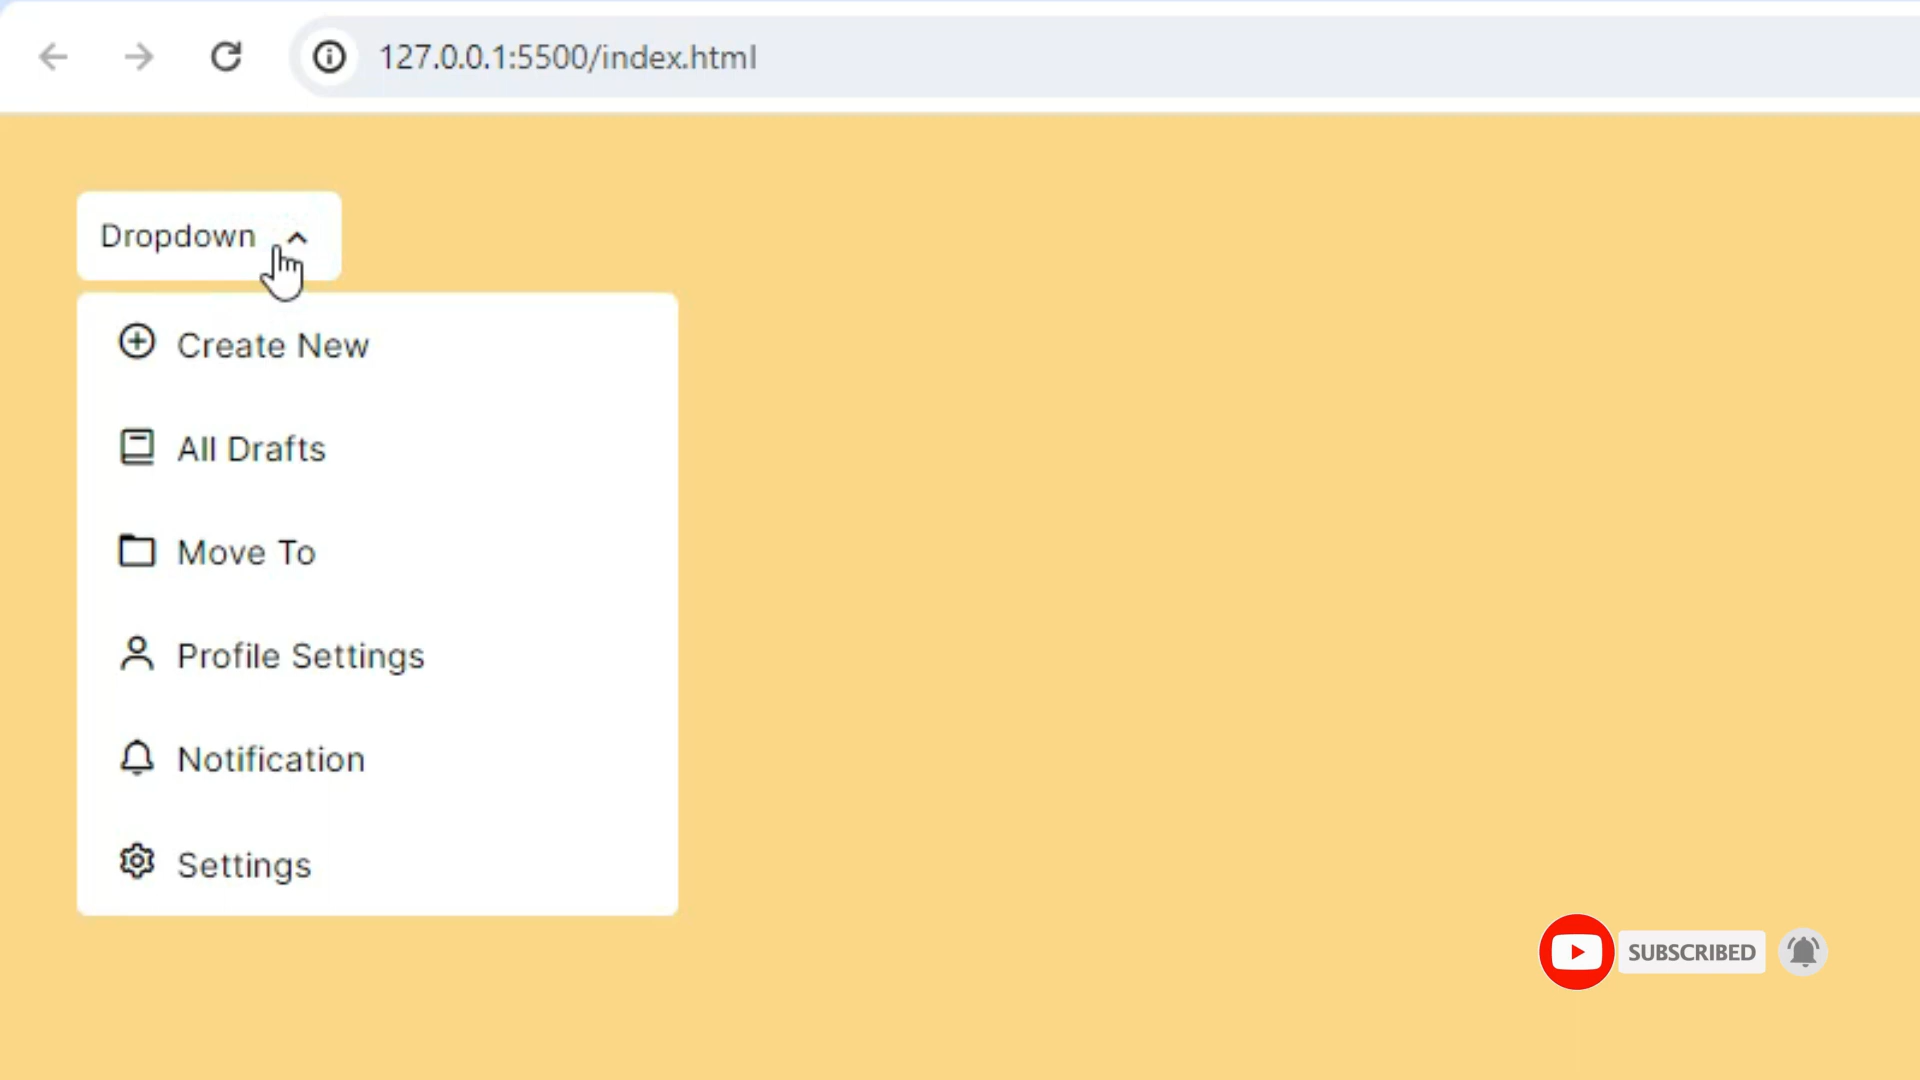 127.0.0.1:5500/index.html
Dropdown
Create New
All Drafts
Move To
Profile Settings
Notification
Settings
SUBSCRIBED